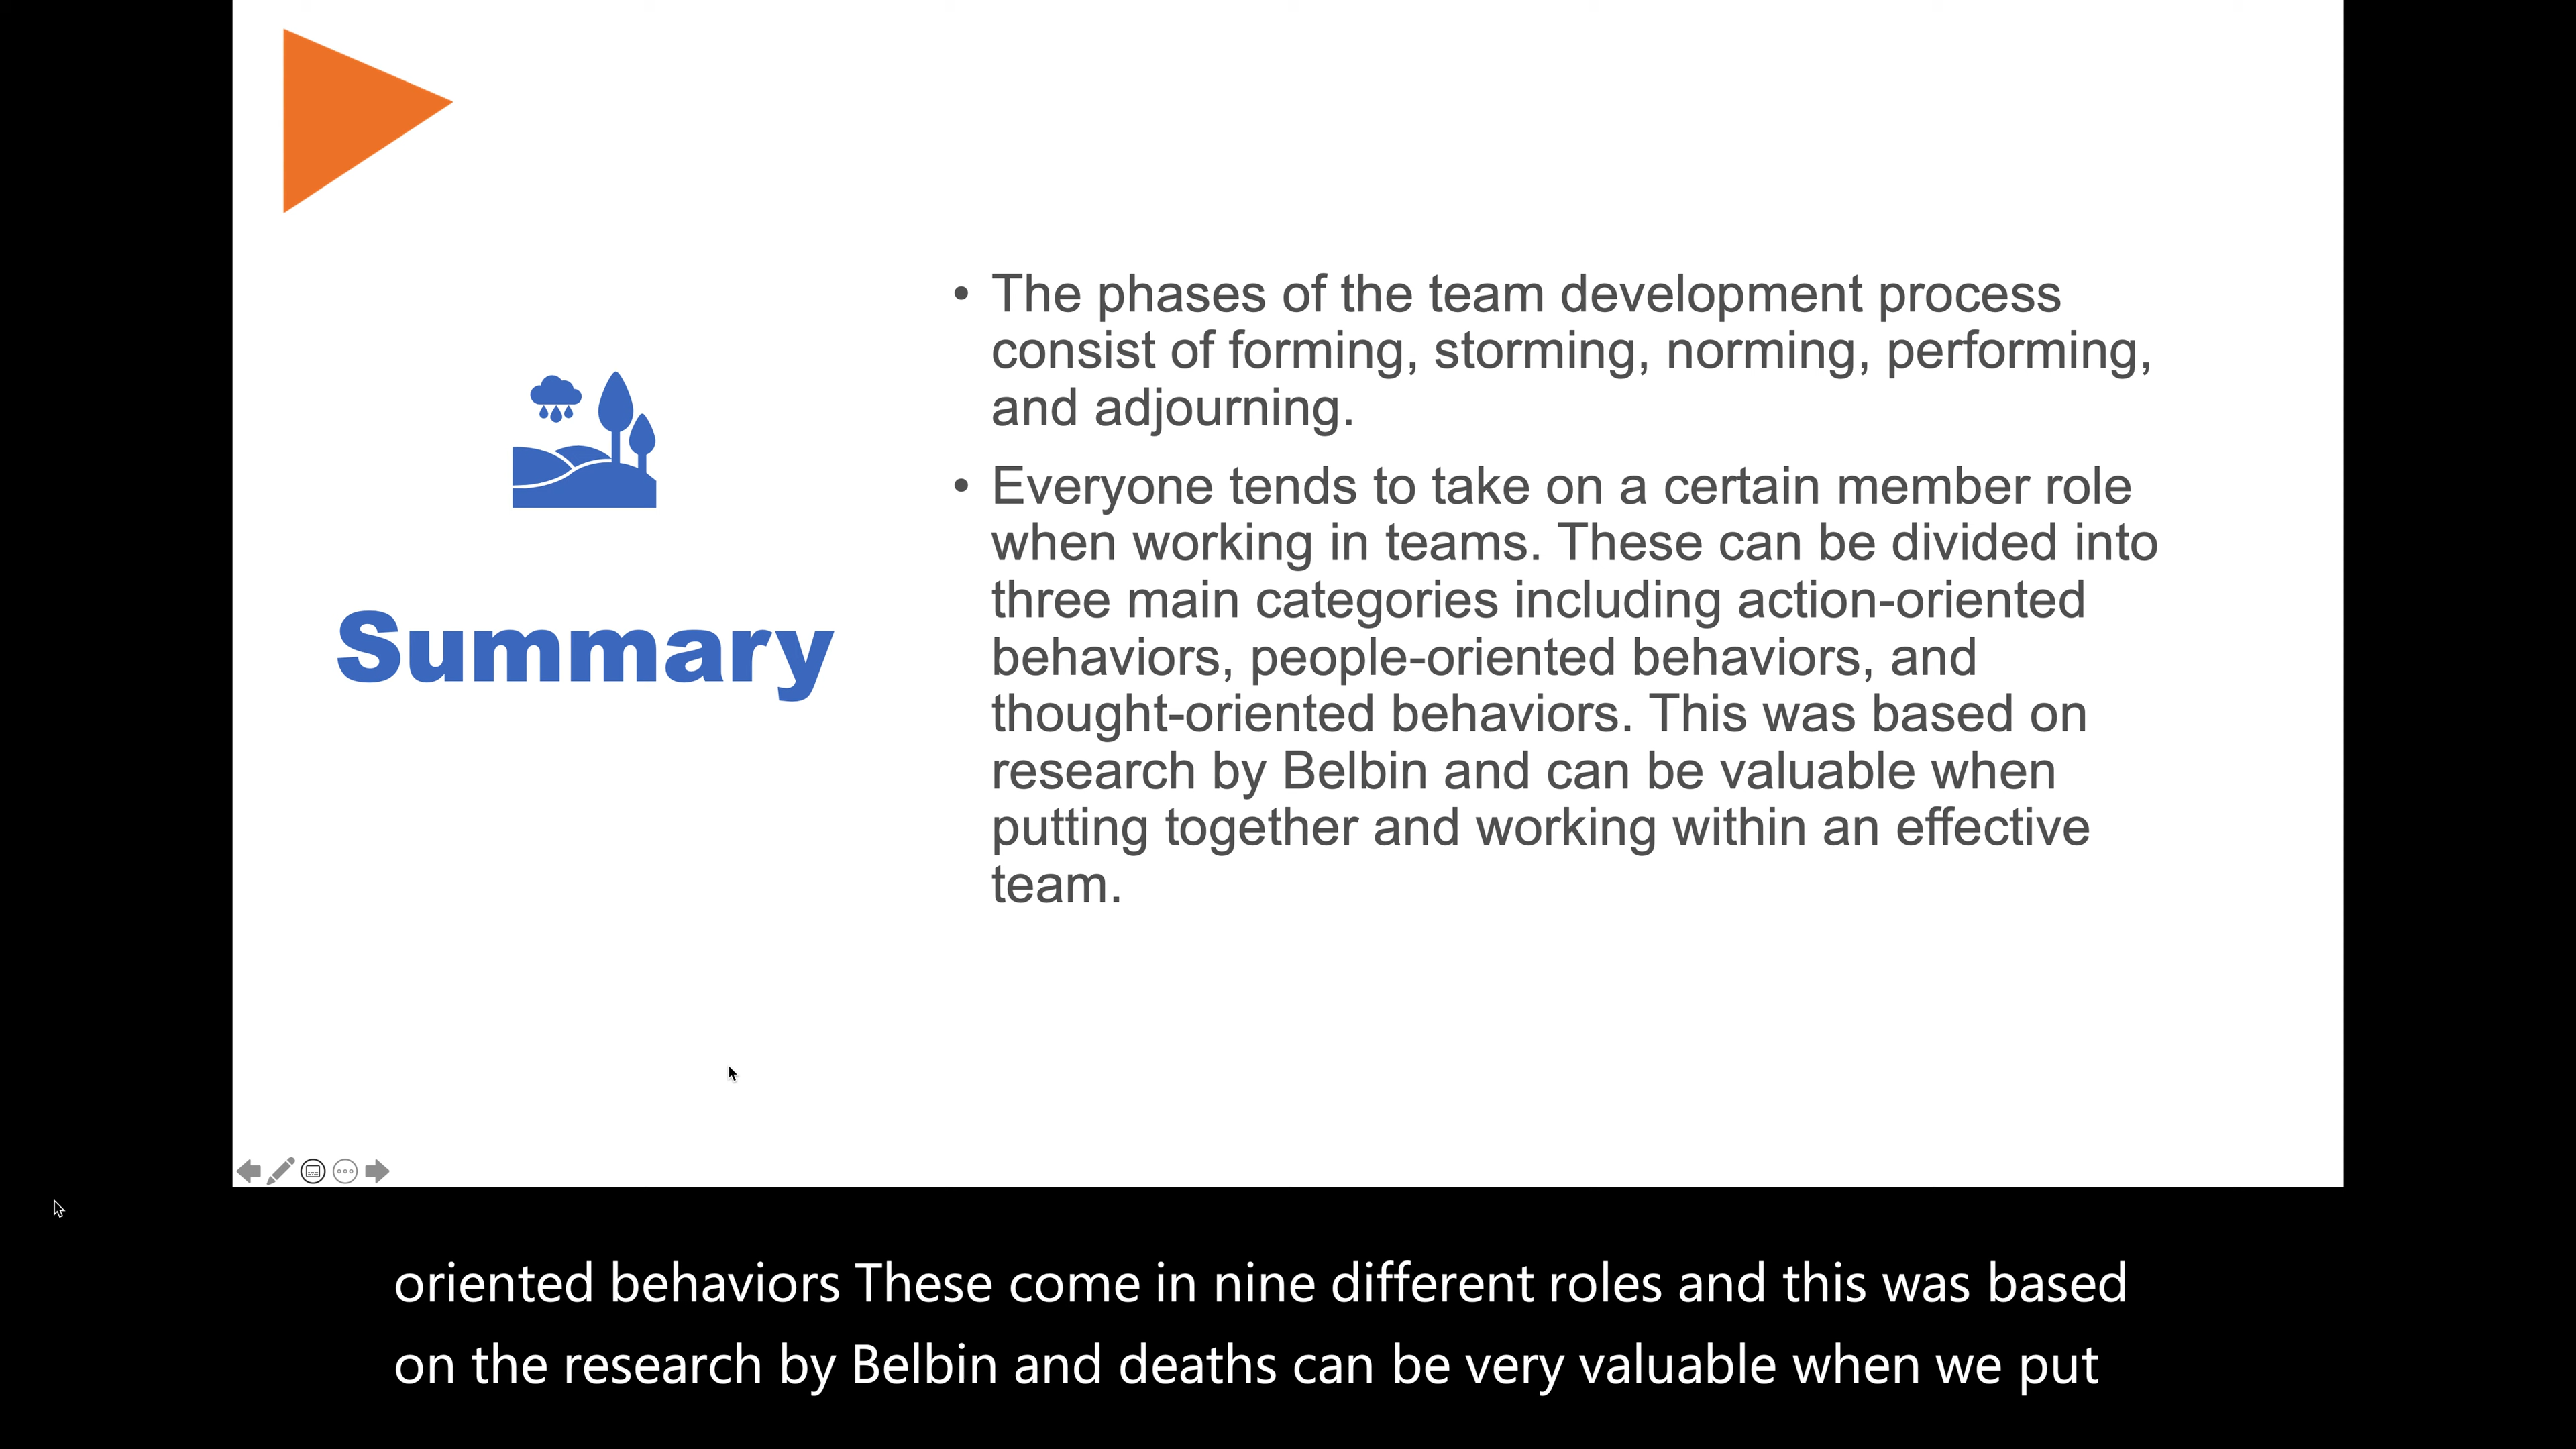 • The phases of the team development process
consist of forming, storming, norming, performing,
and adjourning.
• Everyone tends to take on a certain member role
when working in teams. These can be divided into
three main categories including action-oriented
behaviors, people-oriented behaviors, and
thought-oriented behaviors. This was based on
research by Belbin and can be valuable when
putting together and working within an effective
team.
Summary
oriented behaviors These come in nine different roles and this was based
on the research by Belbin and deaths can be very valuable when we put